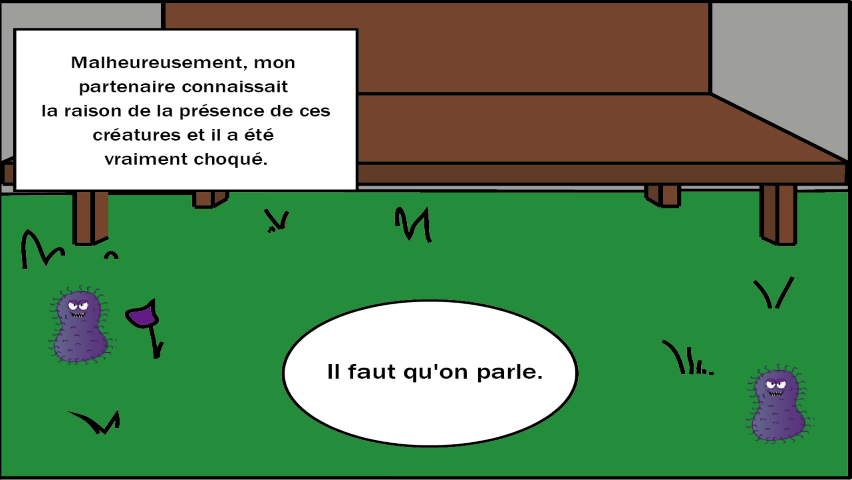 Malheureusement, mon
partenaire connaissait
la raison de la présence de ces
créatures et il a été
vraiment choqué.
Il faut qu'on parle.